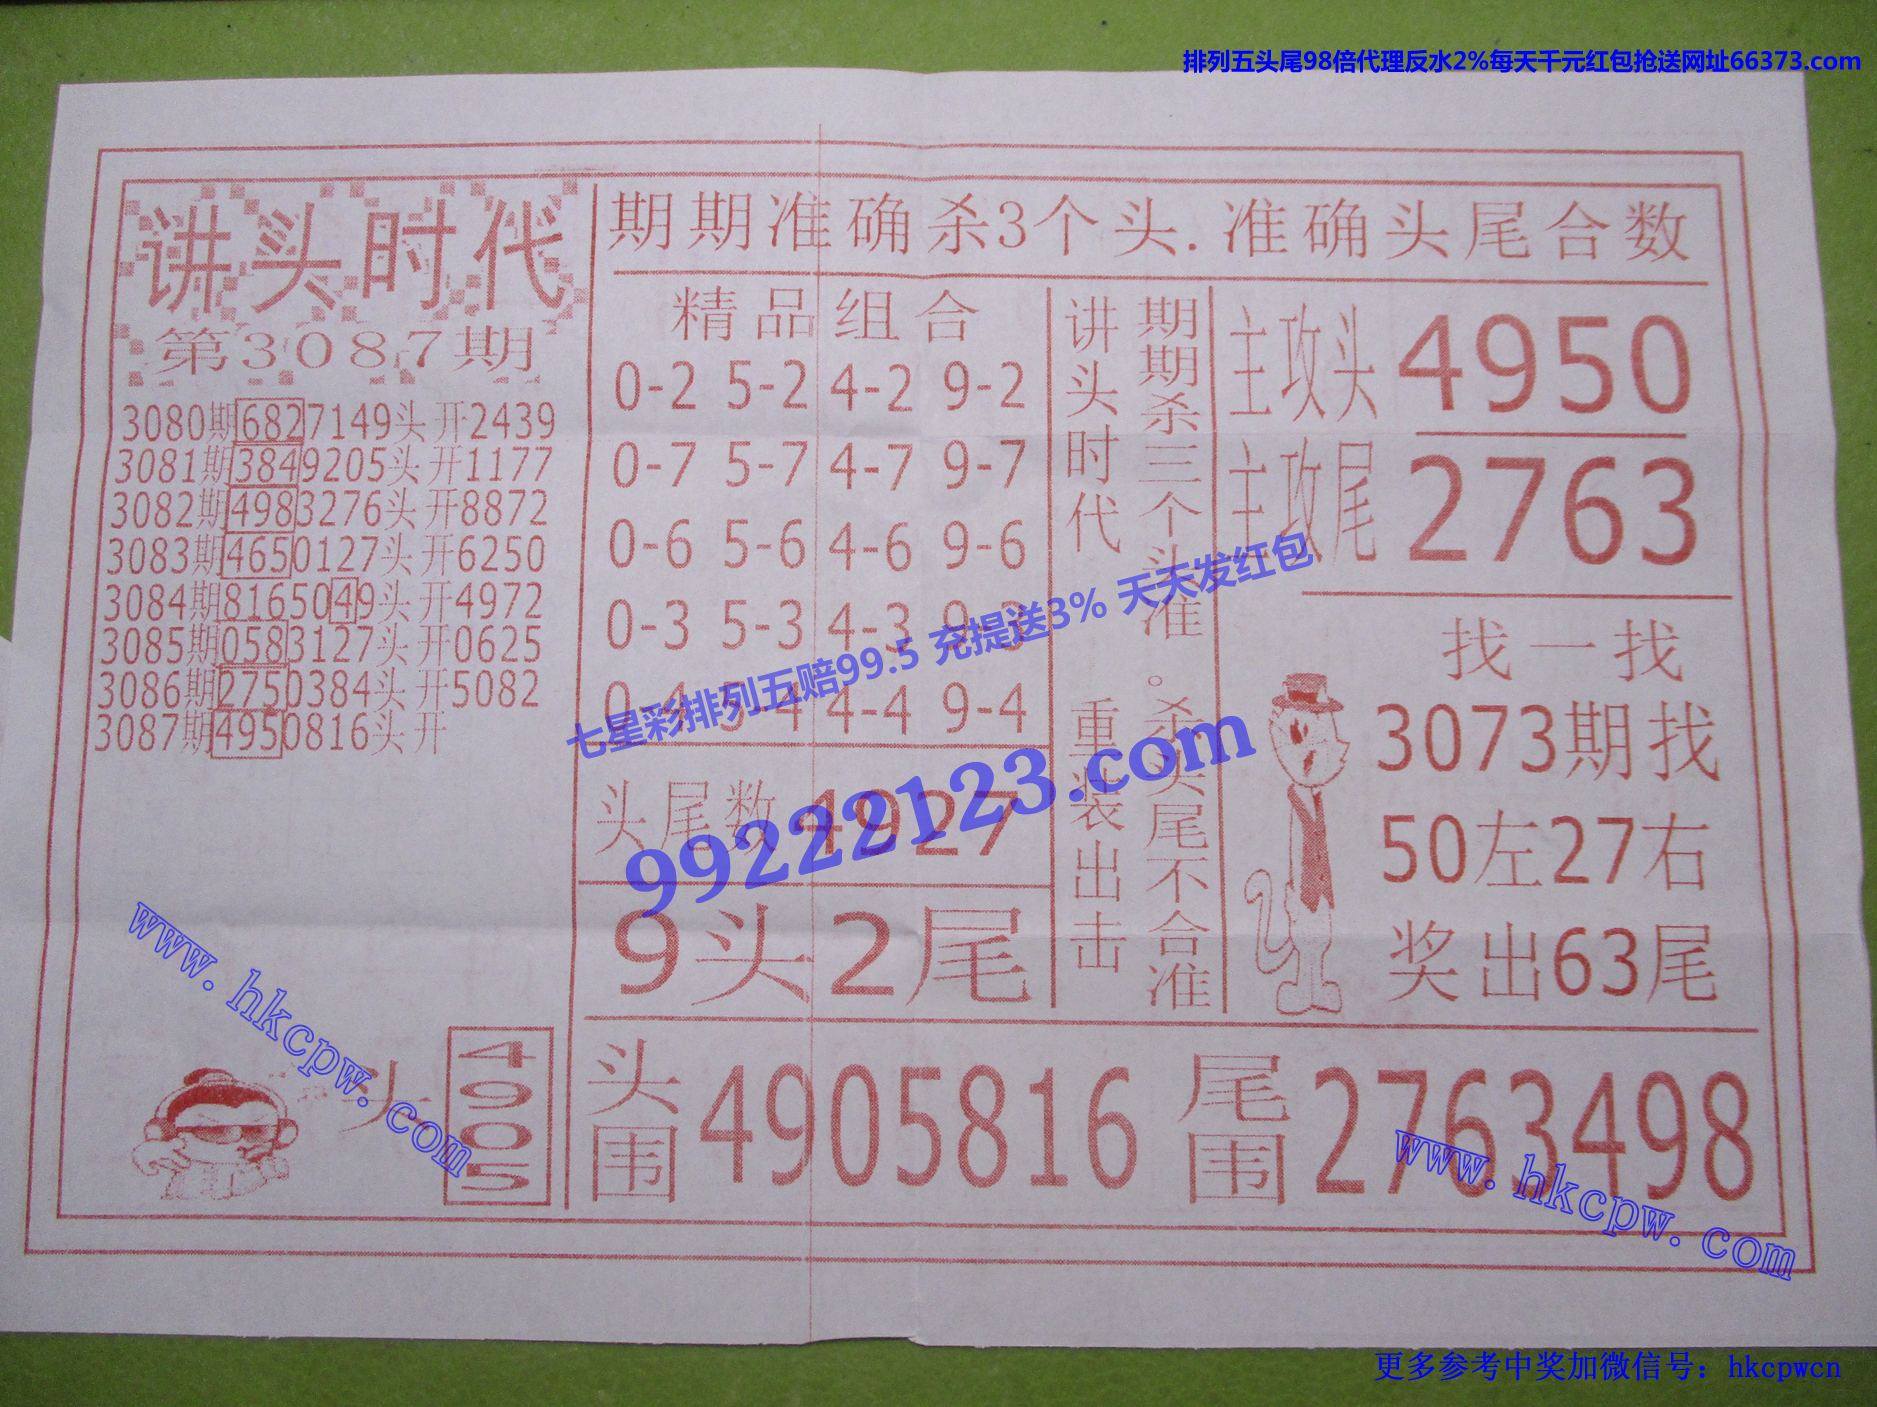 排列五头尾98倍代理反水2%每天千元红包抢送网址66373.com
讲头时代
第3087期
3080期6827149头开2439
3081期3849205头开1177
3082期4983276头开8872
3083期4650127头开6250
3084期8165049头开4972
3085期0583127头开0625
3086期2750384头开5082
3087期4950816头开
头 4905
期期准确杀3个头.准确头尾合数
精品组合
0-2 5-2 4-2 9-2
0-7 5-7 4-7 9-7
0-6 5-6 4-6 9-6
0-3 5-3 4-3 9-3
0-4 5-4 4-4 9-4
头尾数4927
9头2尾
讲头时代 重装出击
期期杀三个头准。杀头尾不合准
主攻头 4950
主攻尾 2763
找一找
3073期找
50左27右
奖出63尾
头围 4905816 尾围 2763498
七星彩排列五赔99.5 充提送3% 天天发红包
99222123.com
www.hkcpw.com
www.hkcpw.com
更多参考中奖加微信号：hkcpwcn